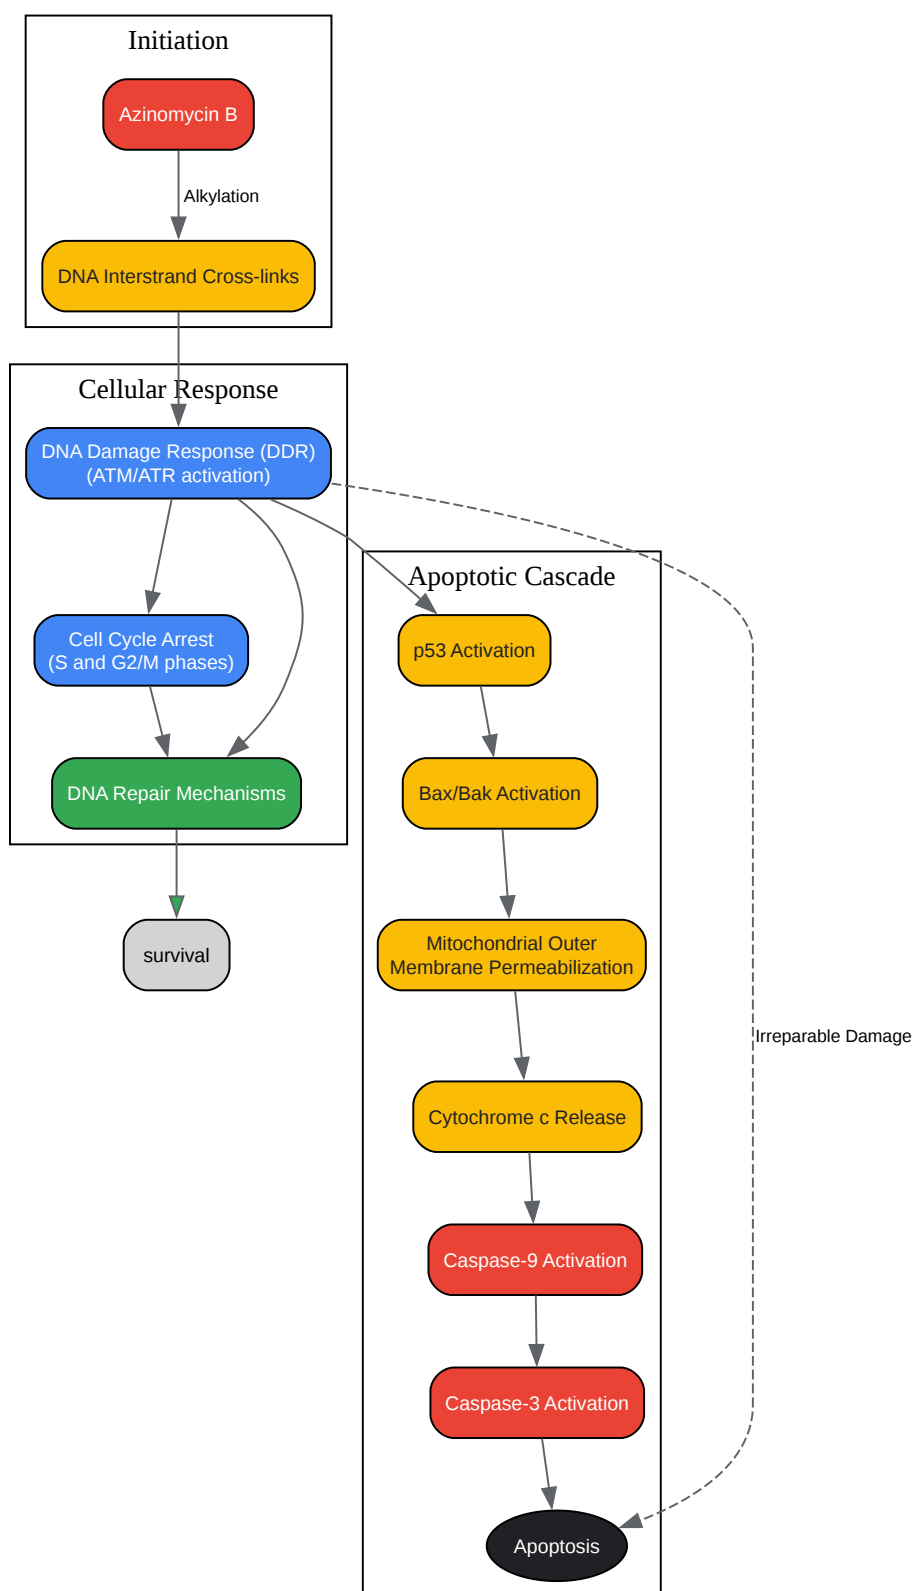 Initiation
Azinomycin B
Alkylation
DNA Interstrand Cross-links
Cellular Response
DNA Damage Response (DDR)
(ATM/ATR activation)
Cell Cycle Arrest
(S and G2/M phases)
DNA Repair Mechanisms
survival
Apoptotic Cascade
p53 Activation
Bax/Bak Activation
Mitochondrial Outer
Membrane Permeabilization
Cytochrome c Release
Caspase-9 Activation
Caspase-3 Activation
Apoptosis
Irreparable Damage